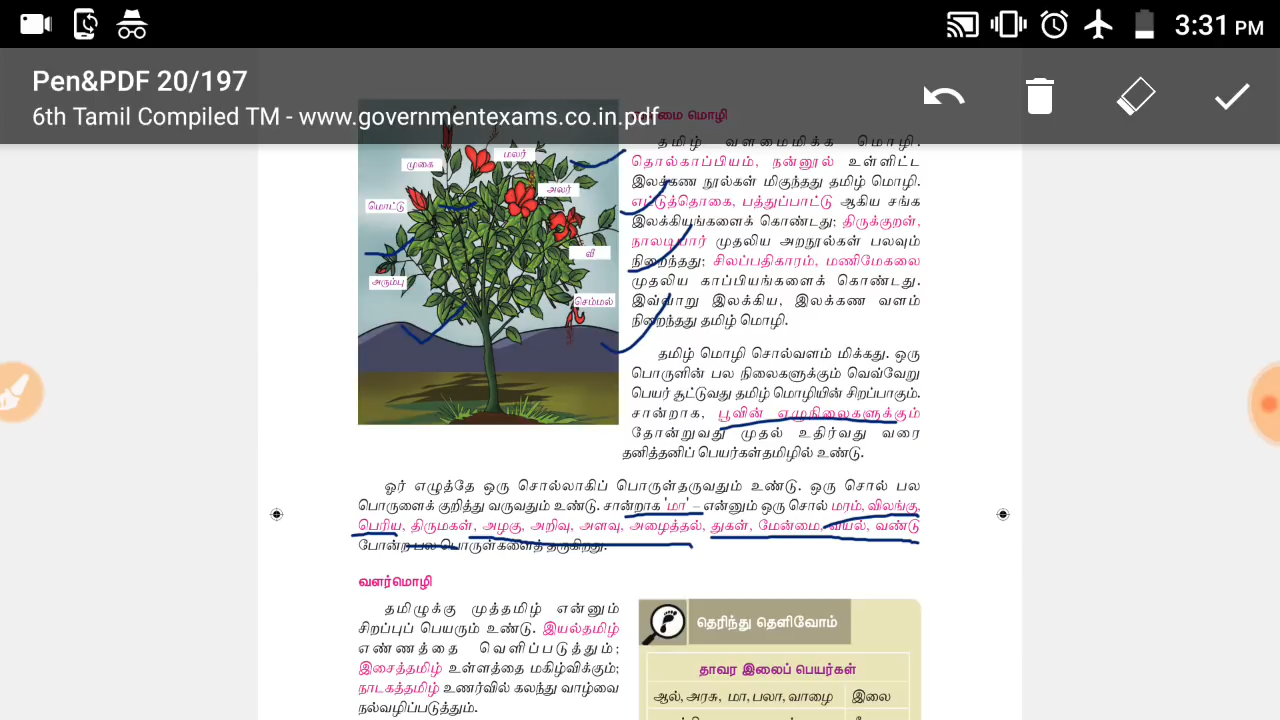 3:31 PM
Pen&PDF 20/197
6th Tamil Compiled TM - www.governmentexams.co.in.pdf
முகை
மலர்
அலர்
மொட்டு
வீ
அரும்பு
செம்மல்
மொழி
தமிழ் வளமைமிக்க மொழி.
தொல்காப்பியம், நன்னூல் உள்ளிட்ட
இலக்கண நூல்கள் மிகுந்தது தமிழ் மொழி.
எட்டுத்தொகை, பத்துப்பாட்டு ஆகிய சங்க
இலக்கியங்களைக் கொண்டது; திருக்குறள்,
நாலடியார் முதலிய அறநூல்கள் பலவும்
நிறைந்தது; சிலப்பதிகாரம், மணிமேகலை
முதலிய காப்பியங்களைக் கொண்டது.
இவ்வாறு இலக்கிய, இலக்கண வளம்
நிறைந்தது தமிழ் மொழி.
தமிழ் மொழி சொல்வளம் மிக்கது. ஒரு
பொருளின் பல நிலைகளுக்கும் வெவ்வேறு
பெயர் சூட்டுவது தமிழ் மொழியின் சிறப்பாகும்.
சான்றாக, பூவின் ஏழுநிலைகளுக்கும்
தோன்றுவது முதல் உதிர்வது வரை
தனித்தனிப் பெயர்கள்தமிழில் உண்டு.
ஓர் எழுத்தே ஒரு சொல்லாகிப் பொருள்தருவதும் உண்டு. ஒரு சொல் பல
பொருளைக் குறித்து வருவதும் உண்டு. சான்றாக 'மா' – என்னும் ஒரு சொல் மரம், விலங்கு,
பெரிய, திருமகள், அழகு, அறிவு, அளவு, அழைத்தல், துகள், மேன்மை, வயல், வண்டு
போன்ற பல பொருள்களைத் தருகிறது.
வளர்மொழி
தமிழுக்கு முத்தமிழ் என்னும்
சிறப்புப் பெயரும் உண்டு. இயல்தமிழ்
எண்ணத்தை வெளிப்படுத்தும்;
இசைத்தமிழ் உள்ளத்தை மகிழ்விக்கும்;
நாடகத்தமிழ் உணர்வில் கலந்து வாழ்வை
நல்வழிப்படுத்தும்.
தெரிந்து தெளிவோம்
தாவர இலைப் பெயர்கள்
ஆல், அரசு, மா, பலா, வாழை இலை